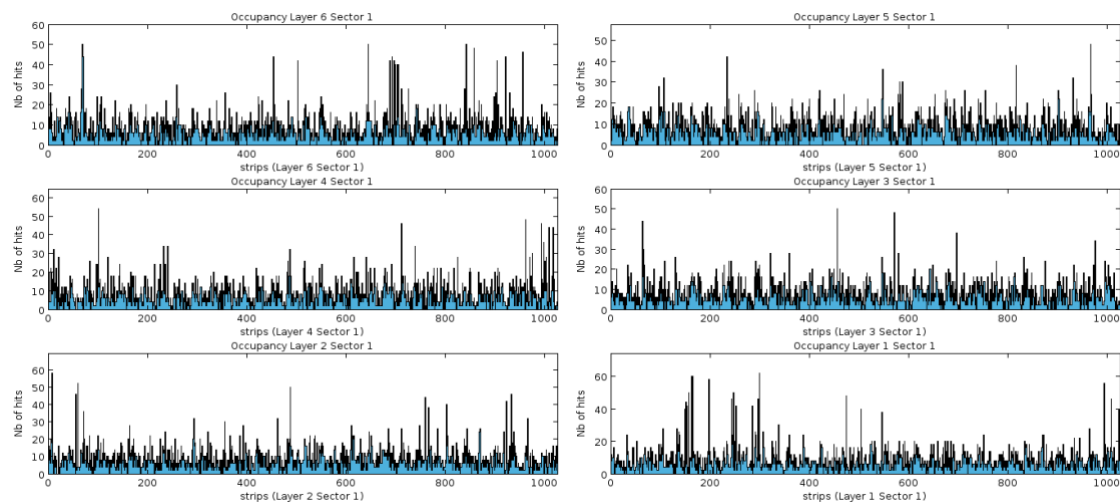 Occupancy Layer 6 Sector 1
Nb of hits
60
50
40
30
20
10
0
0 200 400 600 800 1000
strips (Layer 6 Sector 1)
Occupancy Layer 5 Sector 1
Nb of hits
50
40
30
20
10
0
0 200 400 600 800 1000
strips (Layer 5 Sector 1)
Occupancy Layer 4 Sector 1
Nb of hits
60
50
40
30
20
10
0
0 200 400 600 800 1000
strips (Layer 4 Sector 1)
Occupancy Layer 3 Sector 1
Nb of hits
60
50
40
30
20
10
0
0 200 400 600 800 1000
strips (Layer 3 Sector 1)
Occupancy Layer 2 Sector 1
Nb of hits
60
50
40
30
20
10
0
0 200 400 600 800 1000
strips (Layer 2 Sector 1)
Occupancy Layer 1 Sector 1
Nb of hits
60
40
20
0
0 200 400 600 800 1000
strips (Layer 1 Sector 1)